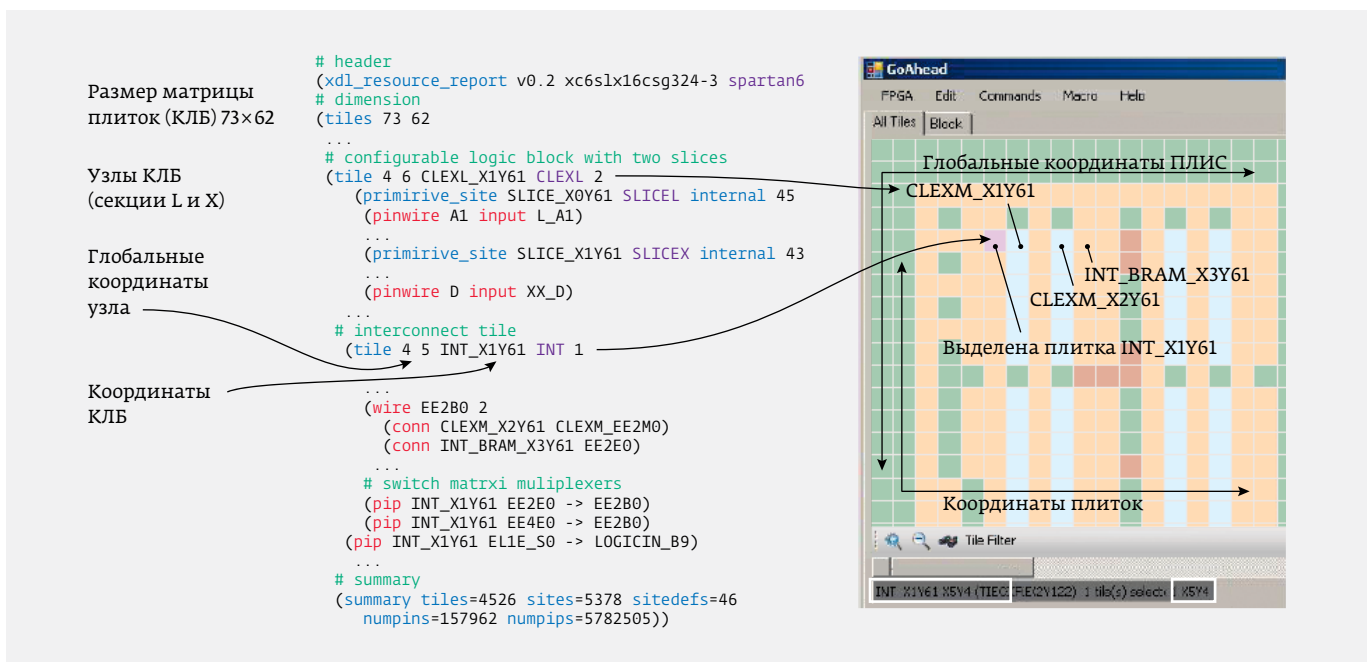 Размер матрицы
плиток (КЛБ) 73×62
Узлы КЛБ
(секции L и X)
Глобальные
координаты
узла
Координаты
КЛБ
# header
(xdl_resource_report v0.2 xc6slx16csg324-3 spartan6
# dimension
(tiles 73 62
...
# configurable logic block with two slices
(tile 4 6 CLEXL_X1Y61 CLEXL 2
(primirive_site SLICE_X0Y61 SLICEL internal 45
(pinwire A1 input L_A1)
...
(primirive_site SLICE_X1Y61 SLICEX internal 43
...
(pinwire D input XX_D)
...
# interconnect tile
(tile 4 5 INT_X1Y61 INT 1
...
(wire EE2B0 2
(conn CLEXM_X2Y61 CLEXM_EE2M0)
(conn INT_BRAM_X3Y61 EE2E0)
...
# switch matrxi muliplexers
(pip INT_X1Y61 EE2E0 -> EE2B0)
(pip INT_X1Y61 EE4E0 -> EE2B0)
(pip INT_X1Y61 EL1E_S0 -> LOGICIN_B9)
...
# summary
(summary tiles=4526 sites=5378 sitedefs=46
numpins=157962 numpips=5782505))
GoAhead
FPGA Edit Commands Macro Help
All Tiles Block
Глобальные координаты ПЛИС
CLEXM_X1Y61
INT_BRAM_X3Y61
CLEXM_X2Y61
Выделена плитка INT_X1Y61
Координаты плиток
Tile Filter
INT_X1Y61 X5Y4 1 tile(s) selecte X5Y4